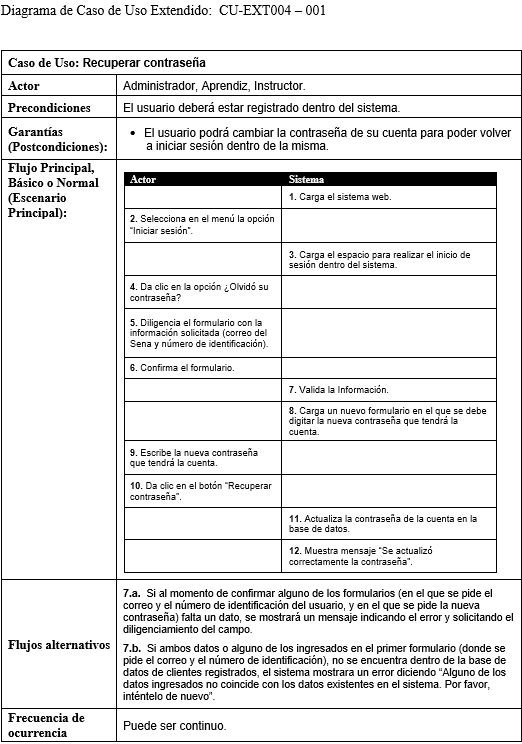 Diagrama de Caso de Uso Extendido: CU-EXT004 – 001
Caso de Uso: Recuperar contraseña
Actor
Administrador, Aprendiz, Instructor.
Precondiciones
El usuario deberá estar registrado dentro del sistema.
Garantías
(Postcondiciones):
• El usuario podrá cambiar la contraseña de su cuenta para poder volver
a iniciar sesión dentro de la misma.
Flujo Principal,
Básico o Normal
(Escenario
Principal):
Actor Sistema
1. Carga el sistema web.
2. Selecciona en el menú la opción
“Iniciar sesión”.
3. Carga el espacio para realizar el inicio de
sesión dentro del sistema.
4. Da clic en la opción ¿Olvidó su
contraseña?
5. Diligencia el formulario con la
información solicitada (correo del
Sena y número de identificación).
6. Confirma el formulario.
7. Valida la Información.
8. Carga un nuevo formulario en el que se debe
digitar la nueva contraseña que tendrá la
cuenta.
9. Escribe la nueva contraseña
que tendrá la cuenta.
10. Da clic en el botón “Recuperar
contraseña”.
11. Actualiza la contraseña de la cuenta en la
base de datos.
12. Muestra mensaje “Se actualizó
correctamente la contraseña”.
Flujos alternativos
7.a. Si al momento de confirmar alguno de los formularios (en el que se pide el
correo y el número de identificación del usuario, y en el que se pide la nueva
contraseña) falta un dato, se mostrará un mensaje indicando el error y solicitando el
diligenciamiento del campo.
7.b. Si ambos datos o alguno de los ingresados en el primer formulario (donde se
pide el correo y el número de identificación), no se encuentra dentro de la base de
datos de clientes registrados, el sistema mostrara un error diciendo “Alguno de los
datos ingresados no coincide con los datos existentes en el sistema. Por favor,
inténtelo de nuevo”.
Frecuencia de
ocurrencia
Puede ser continuo.